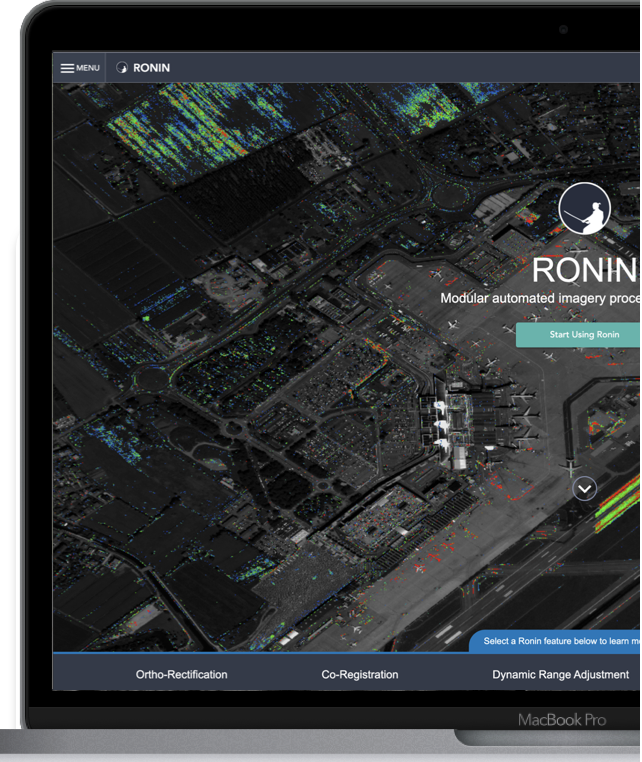 MENU
RONIN
RONIN
Modular automated imagery proce
Start Using Ronin
Select a Ronin feature below to learn mo
Ortho-Rectification
Co-Registration
Dynamic Range Adjustment
MacBook Pro